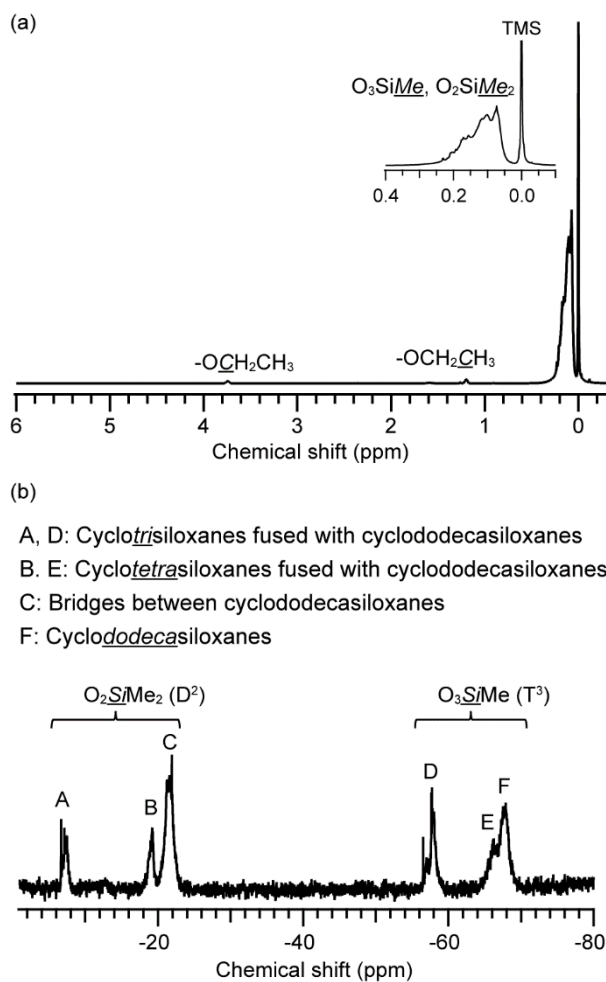 (a)
TMS
O₃SiMe, O₂SiMe₂
0.4 0.2 0.0
-OCH₂CH₃ -OCH₂CH₃
6 5 4 3 2 1 0
Chemical shift (ppm)
(b)
A, D: Cyclotrisiloxanes fused with cyclododecasiloxanes
B. E: Cyclotetrasiloxanes fused with cyclododecasiloxanes
C: Bridges between cyclododecasiloxanes
F: Cyclododecasiloxanes
O₂SiMe₂ (D²) O₃SiMe (T³)
A B C D E F
-20 -40 -60 -80
Chemical shift (ppm)